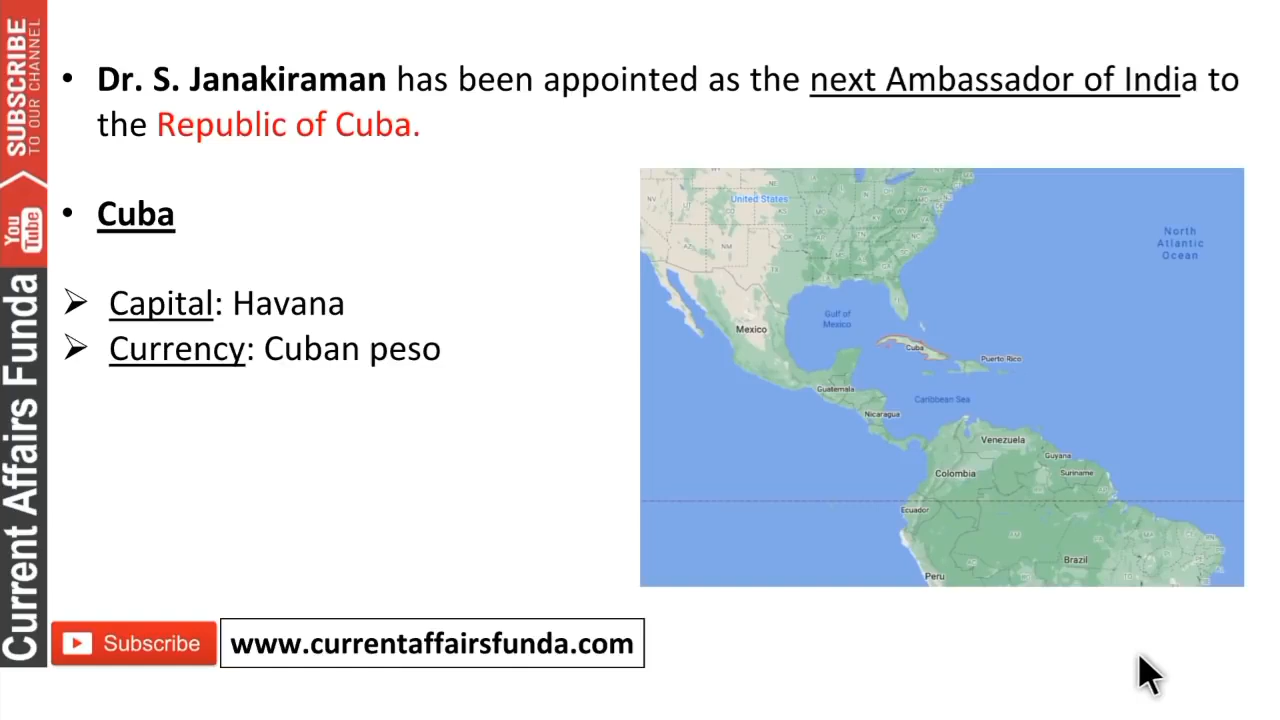 SUBSCRIBE
TO OUR CHANNEL
You
Tube
Current Affairs Funda
• Dr. S. Janakiraman has been appointed as the next Ambassador of India to
the Republic of Cuba.
• Cuba
➢ Capital: Havana
➢ Currency: Cuban peso
United States
NV
NM
TX
North
Atlantic
Ocean
Gulf of
Mexico
Mexico
Cuba
Puerto Rico
Guatemala
Caribbean Sea
Nicaragua
Venezuela
Guyana
Colombia
Suriname
Ecuador
Brazil
Peru
Subscribe
www.currentaffairsfunda.com